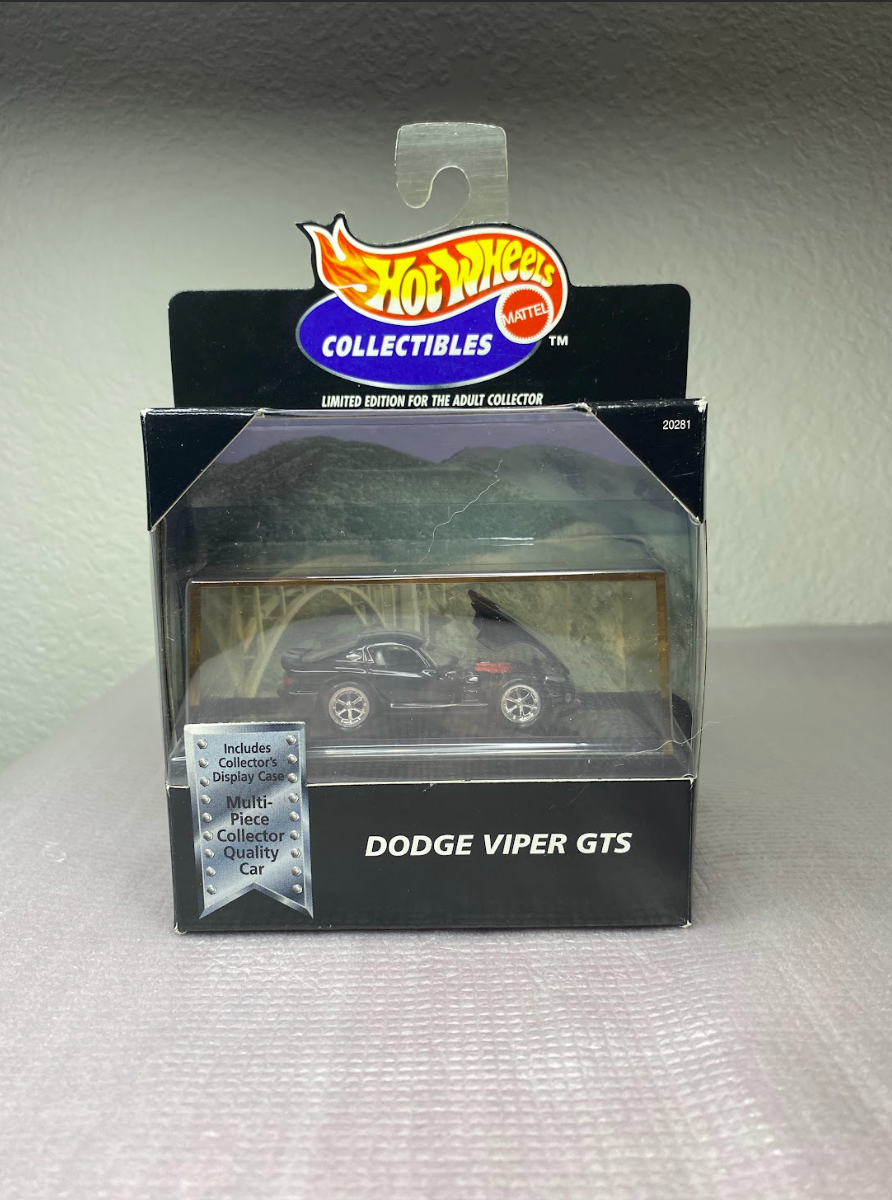 HOT WHEELS
MATTEL
COLLECTIBLES
TM
LIMITED EDITION FOR THE ADULT COLLECTOR
20281
Includes
Collector's
Display Case
Multi-
Piece
Collector
Quality
Car
DODGE VIPER GTS